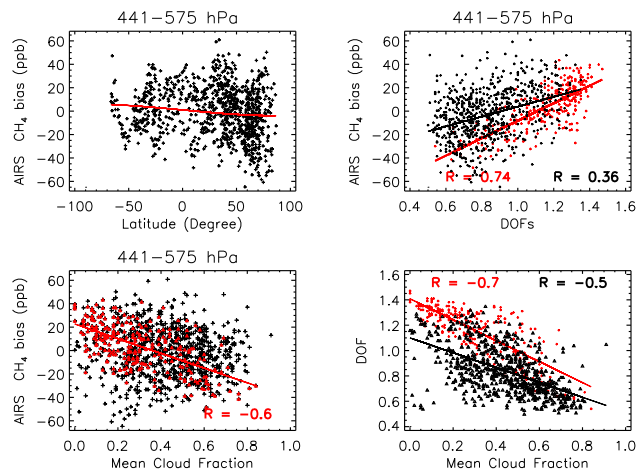 441−575 hPa
AIRS CH4 bias (ppb)
60
40
20
0
−20
−40
−60
−100 −50 0 50 100
Latitude (Degree)
441−575 hPa
AIRS CH4 bias (ppb)
60
40
20
0
−20
−40
−60
R = 0.74 R = 0.36
0.4 0.6 0.8 1.0 1.2 1.4 1.6
DOFs
441−575 hPa
AIRS CH4 bias (ppb)
60
40
20
0
−20
−40
−60
R = −0.6
0.0 0.2 0.4 0.6 0.8 1.0
Mean Cloud Fraction
DOF
1.6
1.4
1.2
1.0
0.8
0.6
0.4
R = −0.7 R = −0.5
0.0 0.2 0.4 0.6 0.8 1.0
Mean Cloud Fraction